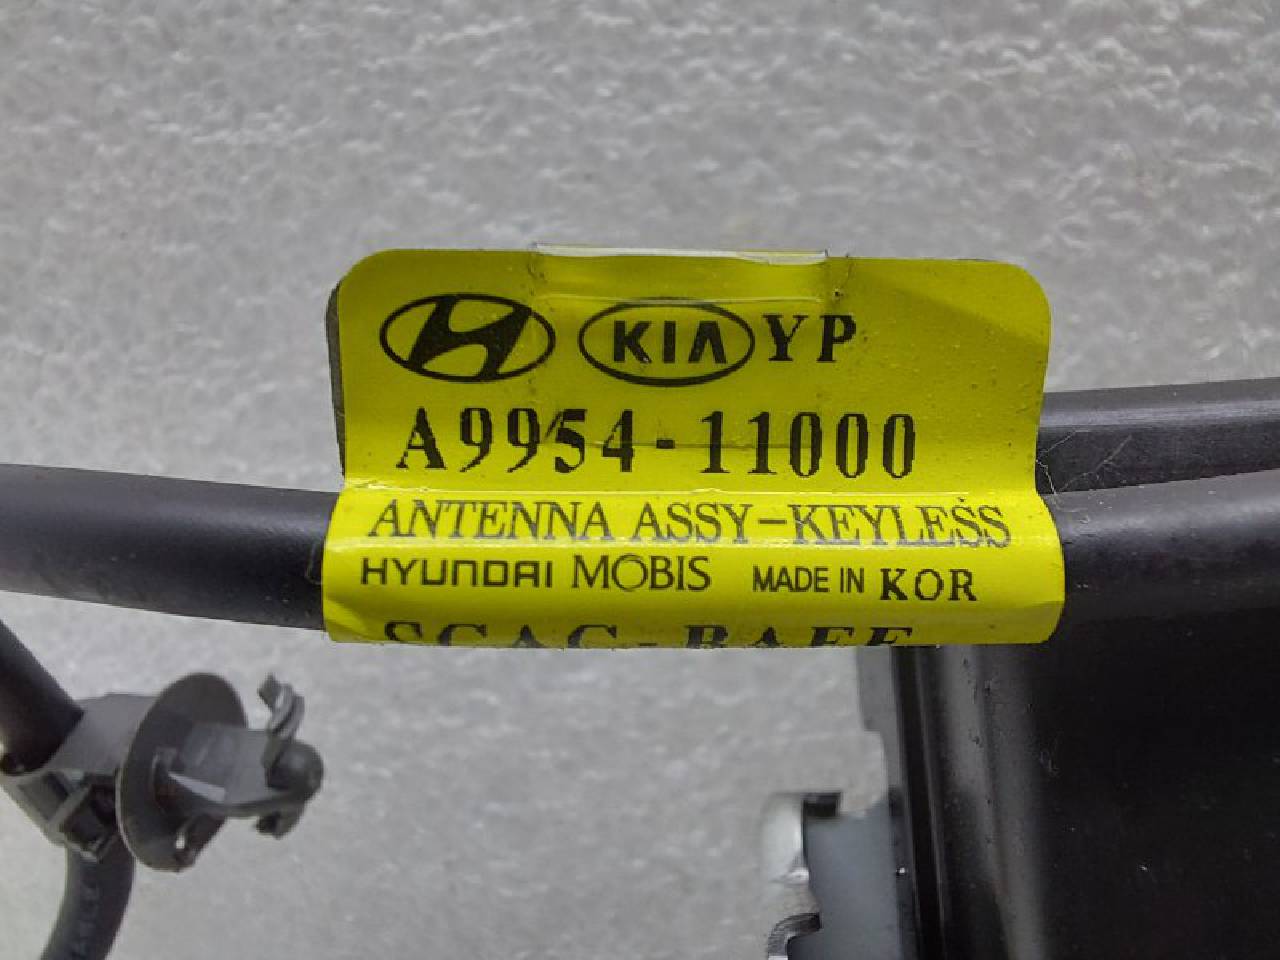 KIA YP
A9954-11000
ANTENNA ASSY-KEYLESS
HYUNDAI MOBIS MADE IN KOR